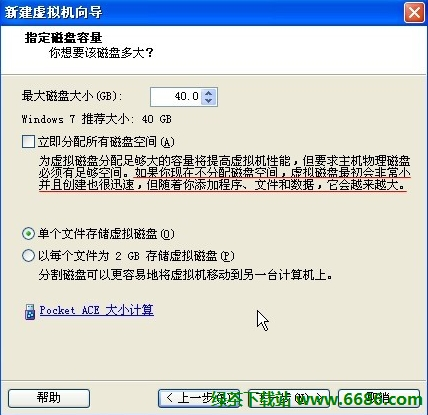 新建虚拟机向导
指定磁盘容量
你想要该磁盘多大?
最大磁盘大小(GB): 40.0
Windows 7 推荐大小: 40 GB
立即分配所有磁盘空间(A)
为虚拟磁盘分配足够大的容量将提高虚拟机性能,但要求主机物理磁盘
必须有足够空间。如果你现在不分配磁盘空间,虚拟磁盘最初会非常小
并且创建也很迅速,但随着你添加程序、文件和数据,它会越来越大。
单个文件存储虚拟磁盘(O)
以每个文件为 2 GB 存储虚拟磁盘(P)
分割磁盘可以更容易地将虚拟机移动到另一台计算机上。
Pocket ACE 大小计算
帮助 < 上一步 取消
绿茶下载站 www.6686.com